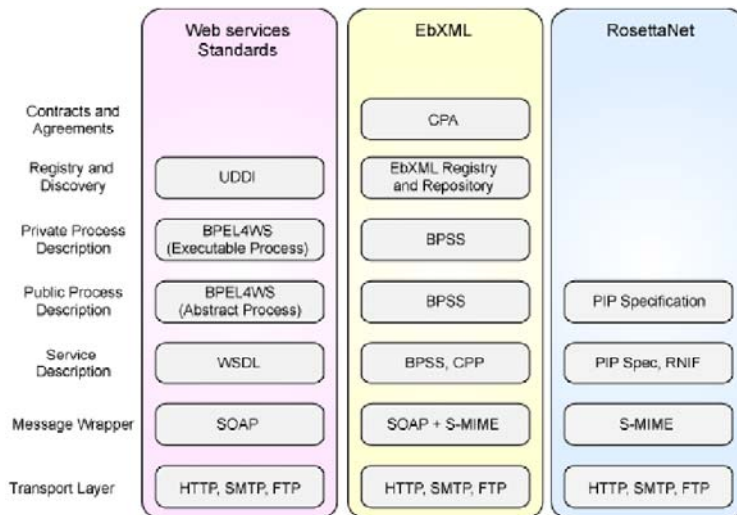 Web services
Standards
EbXML
RosettaNet
Contracts and
Agreements
CPA
Registry and
Discovery
UDDI
EbXML Registry
and Repository
Private Process
Description
BPEL4WS
(Executable Process)
BPSS
Public Process
Description
BPEL4WS
(Abstract Process)
BPSS
PIP Specification
Service
Description
WSDL
BPSS, CPP
PIP Spec, RNIF
Message Wrapper
SOAP
SOAP + S-MIME
S-MIME
Transport Layer
HTTP, SMTP, FTP
HTTP, SMTP, FTP
HTTP, SMTP, FTP